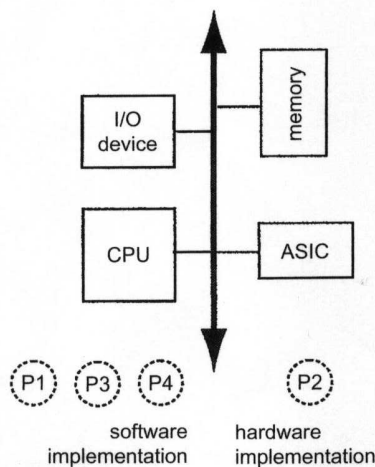 I/O
device
memory
CPU
ASIC
P1 P3 P4 P2
software hardware
implementation implementation